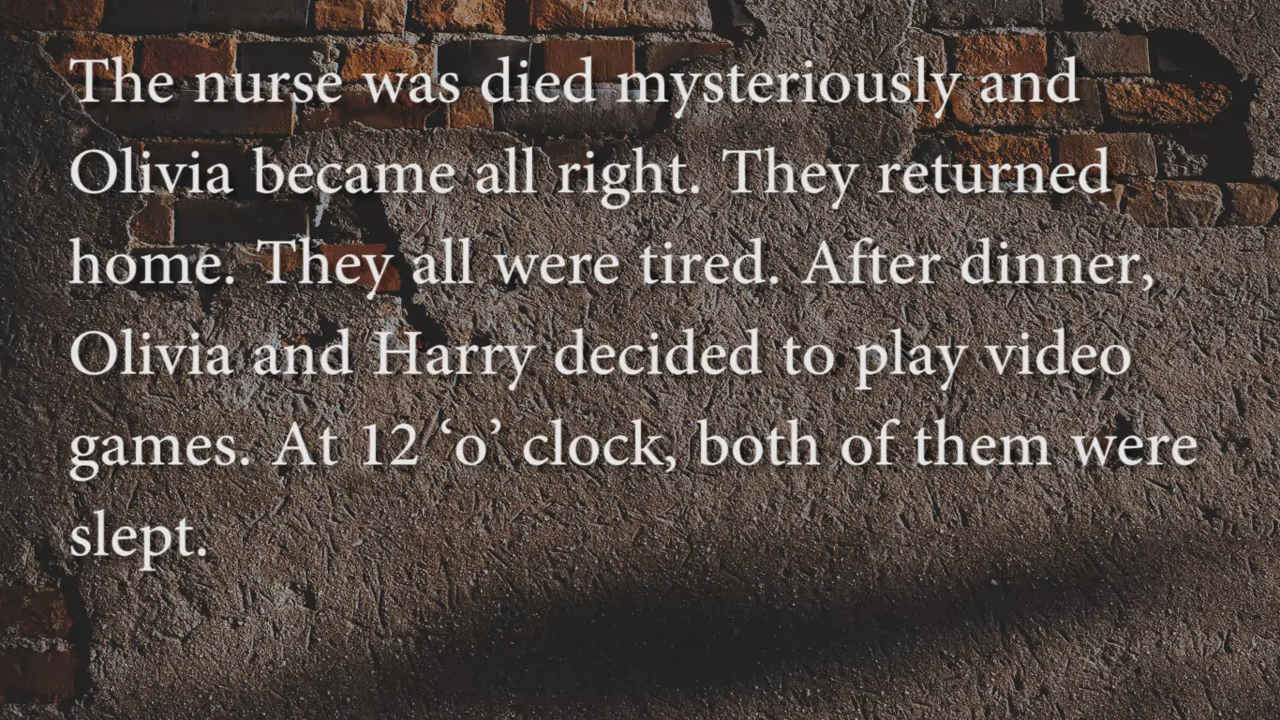 The nurse was died mysteriously and
Olivia became all right. They returned
home. They all were tired. After dinner,
Olivia and Harry decided to play video
games. At 12 ‘o’ clock, both of them were
slept.